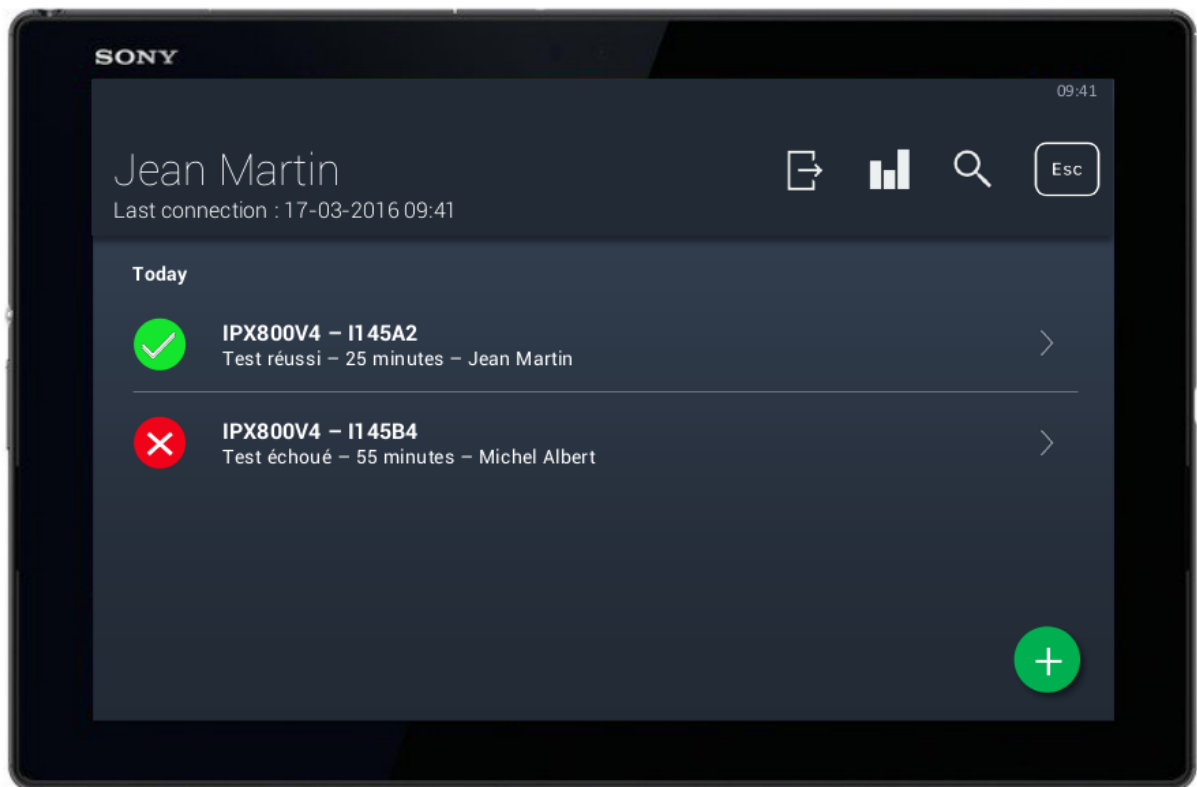 SONY
09:41
Jean Martin
Esc
Last connection : 17-03-2016 09:41
Today
IPX800V4 – I145A2
Test réussi – 25 minutes – Jean Martin
IPX800V4 – I145B4
Test échoué – 55 minutes – Michel Albert